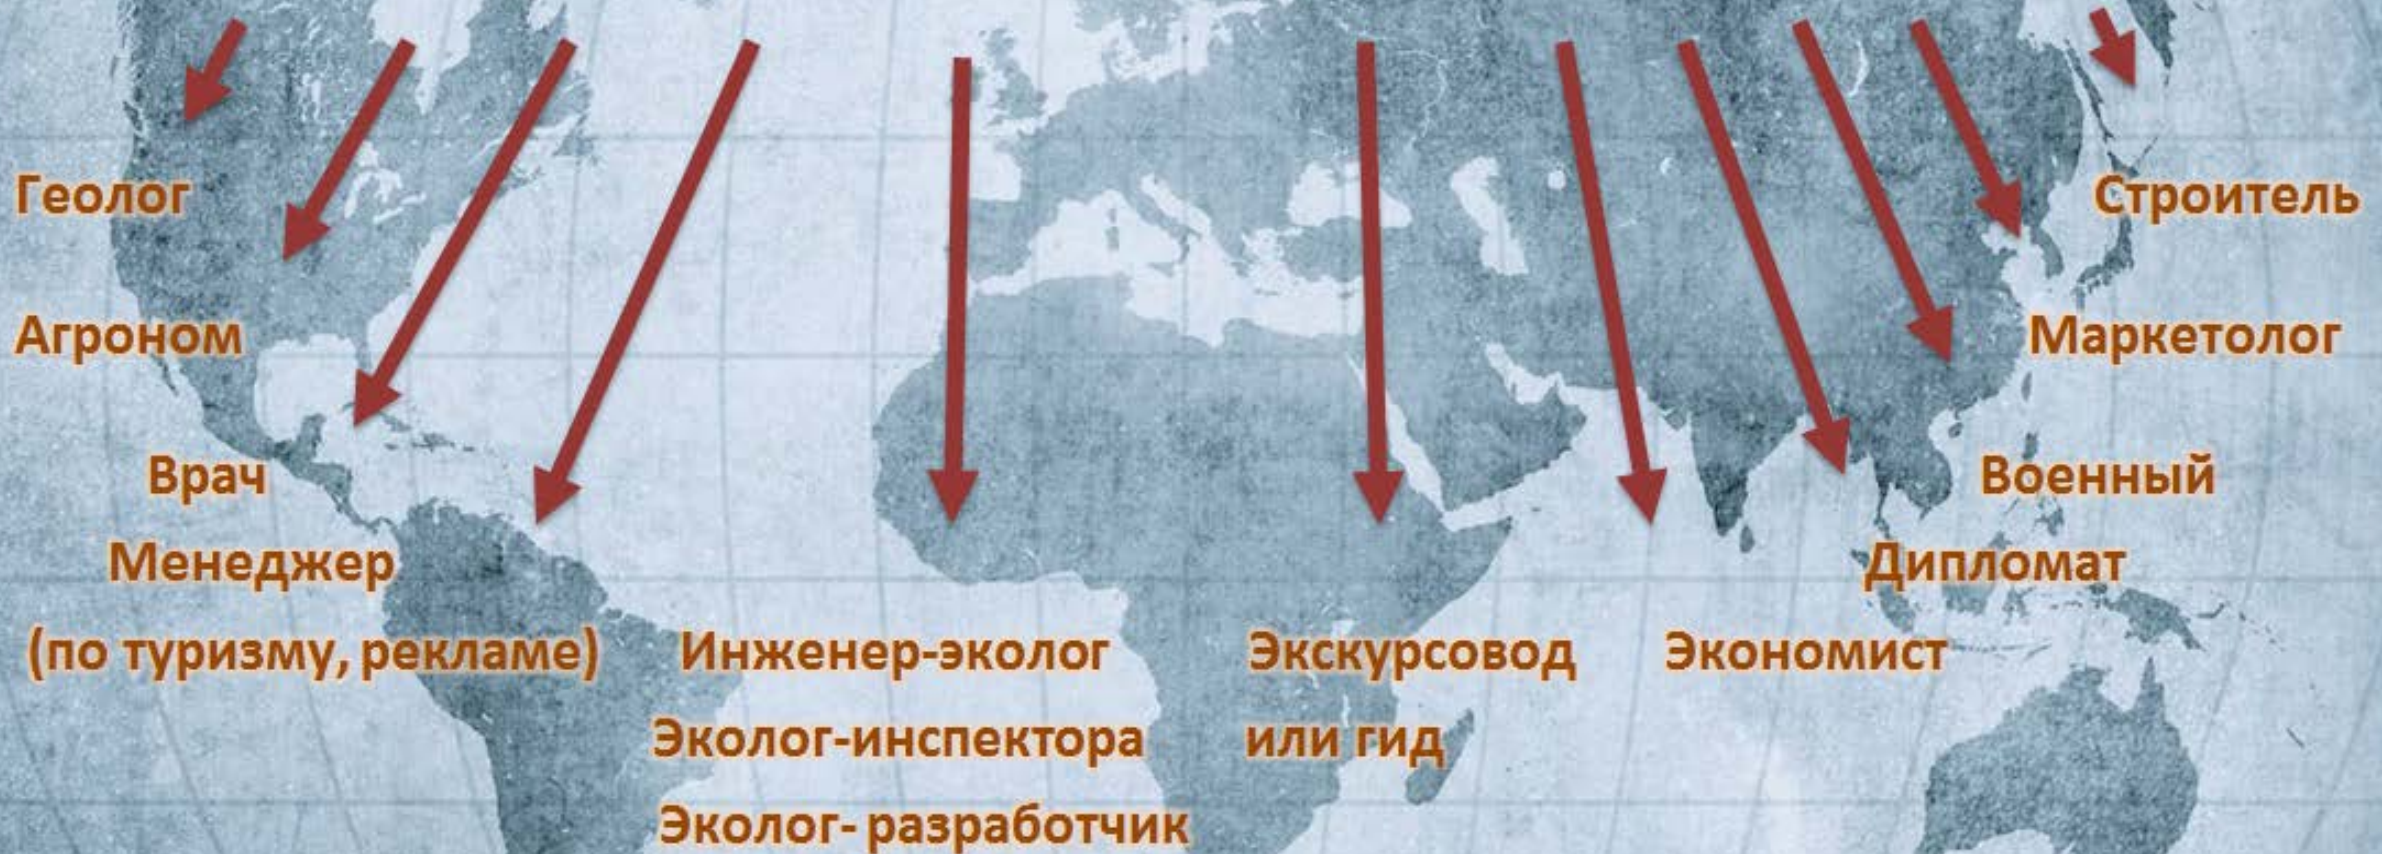 Геолог
Строитель
Агроном
Маркетолог
Врач
Военный
Менеджер
Дипломат
(по туризму, рекламе)
Инженер-эколог
Экскурсовод
Экономист
Эколог-инспектора
или гид
Эколог- разработчик